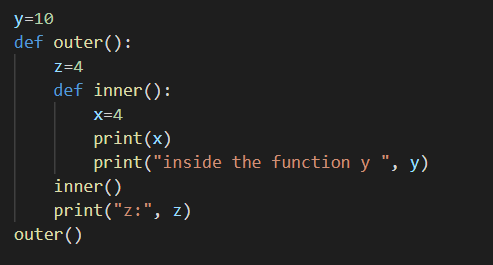 y=10
def outer():
    z=4
    def inner():
        x=4
        print(x)
        print("inside the function y ", y)
    inner()
    print("z:", z)
outer()